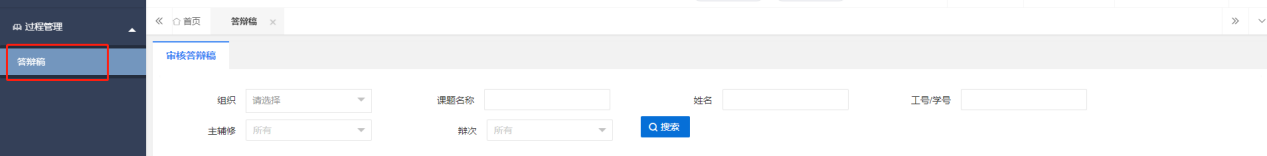 过程管理
首页 答辩稿
答辩稿
审核答辩稿
组织 请选择 课题名称 姓名 工号/学号
主辅修 所有 辩次 所有 搜索